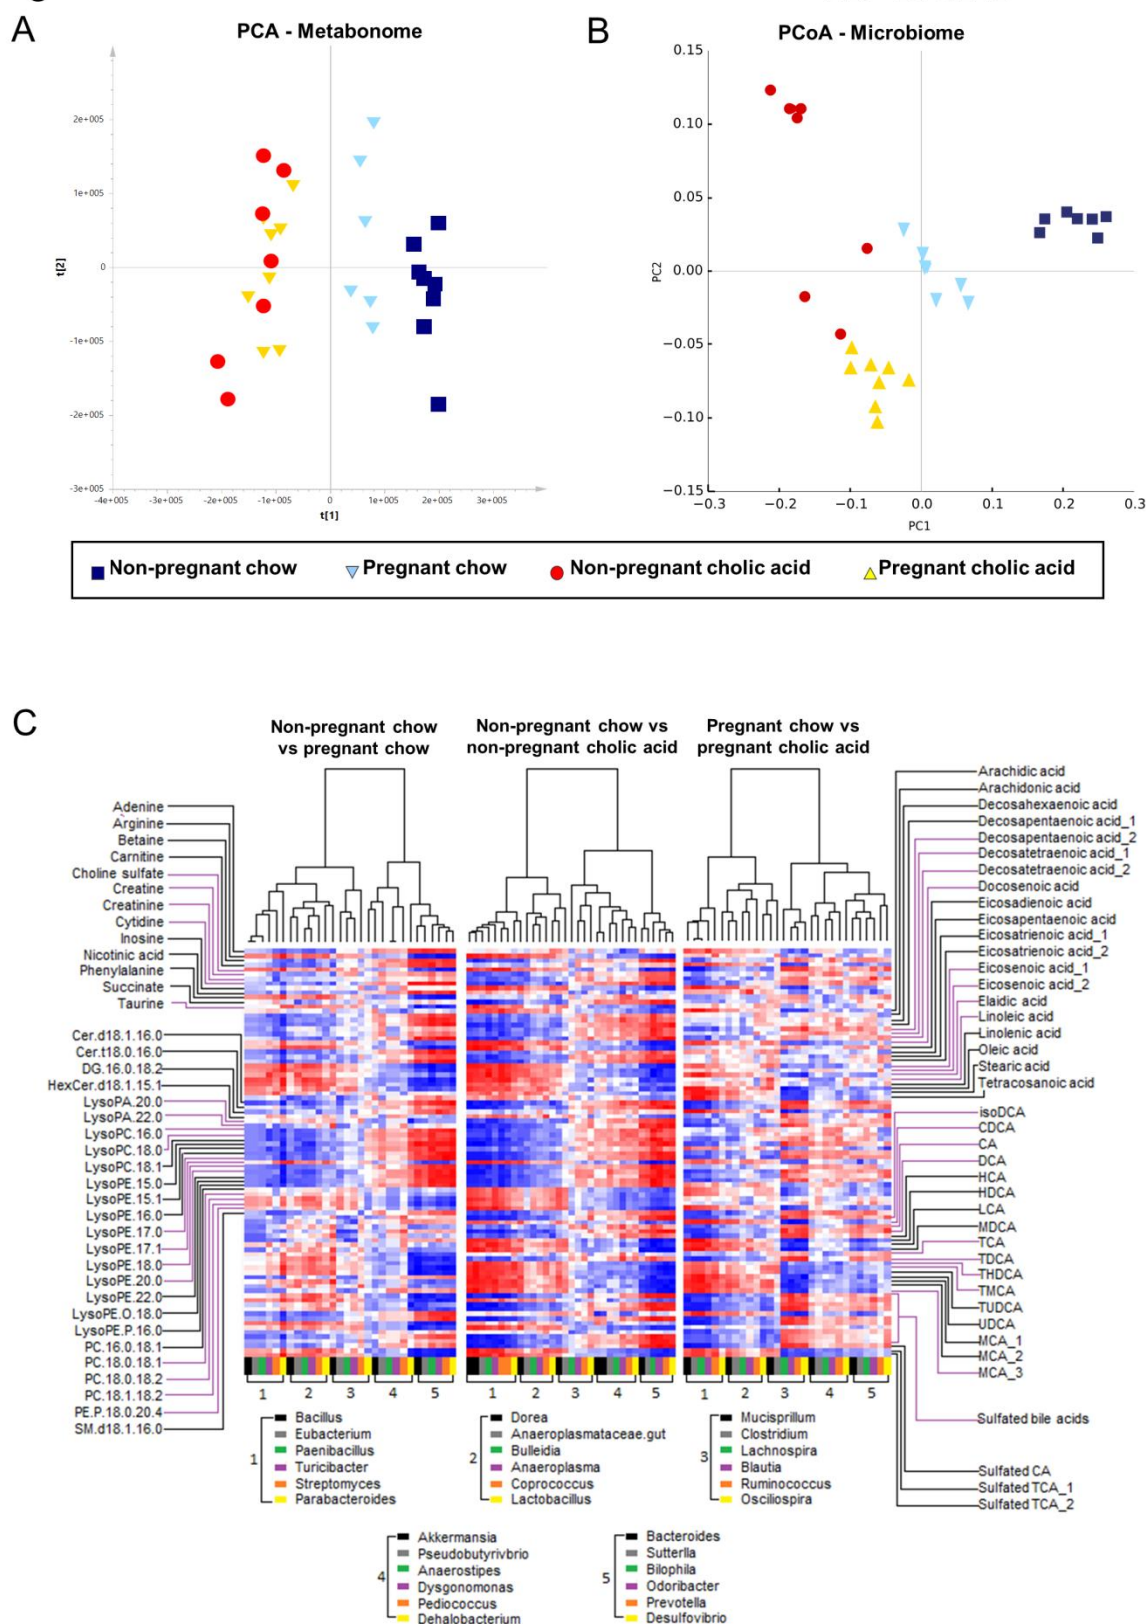 A
PCA - Metabonome
2e+005
1e+005
0
-1e+005
-2e+005
-3e+005
t[2]
-4e+005 -3e+005 -2e+005 -1e+005 0 1e+005 2e+005 3e+005
t[1]
B
PCoA - Microbiome
0.15
0.10
0.05
0.00
−0.05
−0.10
−0.15
PC2
−0.3 −0.2 −0.1 0.0 0.1 0.2 0.3
PC1
Non-pregnant chow
Pregnant chow
Non-pregnant cholic acid
Pregnant cholic acid
C
Non-pregnant chow
vs pregnant chow
Non-pregnant chow vs
non-pregnant cholic acid
Pregnant chow vs
pregnant cholic acid
Adenine
Arginine
Betaine
Carnitine
Choline sulfate
Creatine
Creatinine
Cytidine
Inosine
Nicotinic acid
Phenylalanine
Succinate
Taurine
Cer.d18.1.16.0
Cer.t18.0.16.0
DG.16.0.18.2
HexCer.d18.1.15.1
LysoPA.20.0
LysoPA.22.0
LysoPC.16.0
LysoPC.18.0
LysoPC.18.1
LysoPE.15.0
LysoPE.15.1
LysoPE.16.0
LysoPE.17.0
LysoPE.17.1
LysoPE.18.0
LysoPE.20.0
LysoPE.22.0
LysoPE.O.18.0
LysoPE.P.16.0
PC.16.0.18.1
PC.18.0.18.1
PC.18.0.18.2
PC.18.1.18.2
PE.P.18.0.20.4
SM.d18.1.16.0
Arachidic acid
Arachidonic acid
Decosahexaenoic acid
Decosapentaenoic acid_1
Decosapentaenoic acid_2
Decosatetraenoic acid_1
Decosatetraenoic acid_2
Docosenoic acid
Eicosadienoic acid
Eicosapentaenoic acid
Eicosatrienoic acid_1
Eicosatrienoic acid_2
Eicosenoic acid_1
Eicosenoic acid_2
Elaidic acid
Linoleic acid
Linolenic acid
Oleic acid
Stearic acid
Tetracosanoic acid
isoDCA
CDCA
CA
DCA
HCA
HDCA
LCA
MDCA
TCA
TDCA
THDCA
TMCA
TUDCA
UDCA
MCA_1
MCA_2
MCA_3
Sulfated bile acids
Sulfated CA
Sulfated TCA_1
Sulfated TCA_2
1 2 3 4 5
1 2 3 4 5
1 2 3 4 5
1
Bacillus
Eubacterium
Paenibacillus
Turicibacter
Streptomyces
Parabacteroides
2
Dorea
Anaeroplasmataceae.gut
Bulleidia
Anaeroplasma
Coprococcus
Lactobacillus
3
Mucisprillum
Clostridium
Lachnospira
Blautia
Ruminococcus
Osciliospira
4
Akkermansia
Pseudobutyrivbrio
Anaerostipes
Dysgonomonas
Pediococcus
Dehalobacterium
5
Bacteroides
Sutterlla
Bilophila
Odoribacter
Prevotella
Desulfovibrio